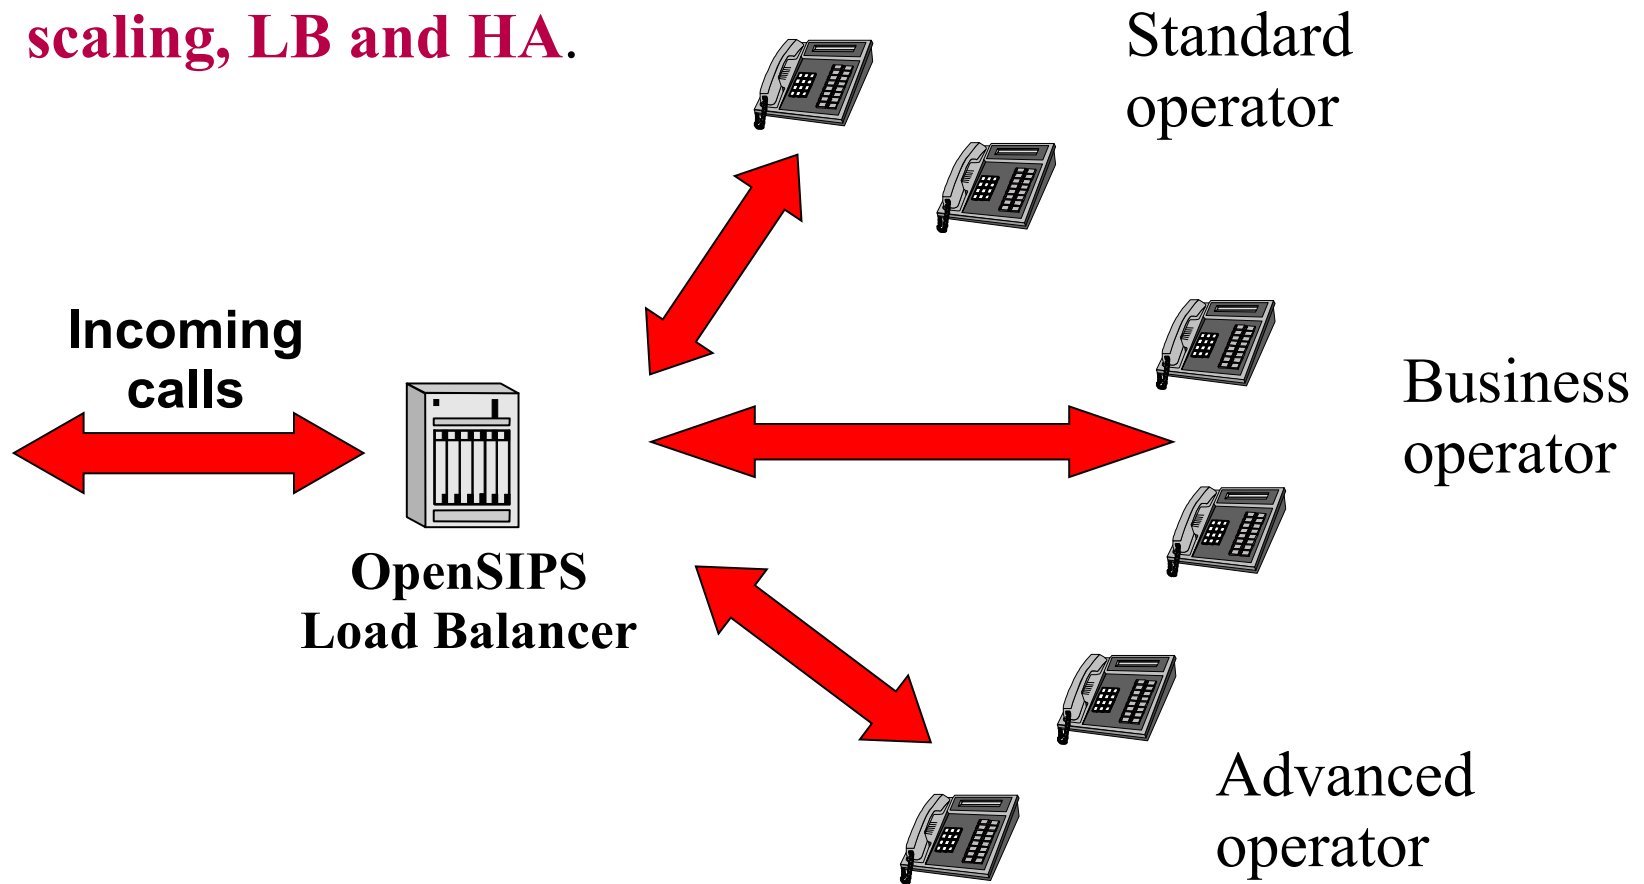 scaling, LB and HA.
Standard
operator
Incoming
calls
Business
operator
OpenSIPS
Load Balancer
Advanced
operator